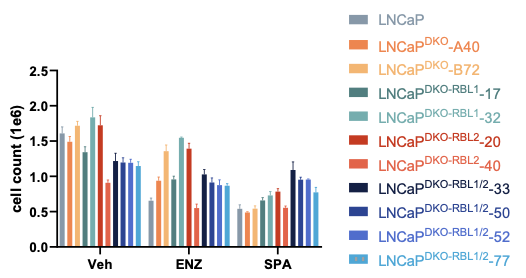 LNCaP
LNCaPDKO-A40
LNCaPDKO-B72
LNCaPDKO-RBL1-17
LNCaPDKO-RBL1-32
LNCaPDKO-RBL2-20
LNCaPDKO-RBL2-40
LNCaPDKO-RBL1/2-33
LNCaPDKO-RBL1/2-50
LNCaPDKO-RBL1/2-52
LNCaPDKO-RBL1/2-77
cell count (1e6)
2.5
2.0
1.5
1.0
0.5
0.0
Veh ENZ SPA